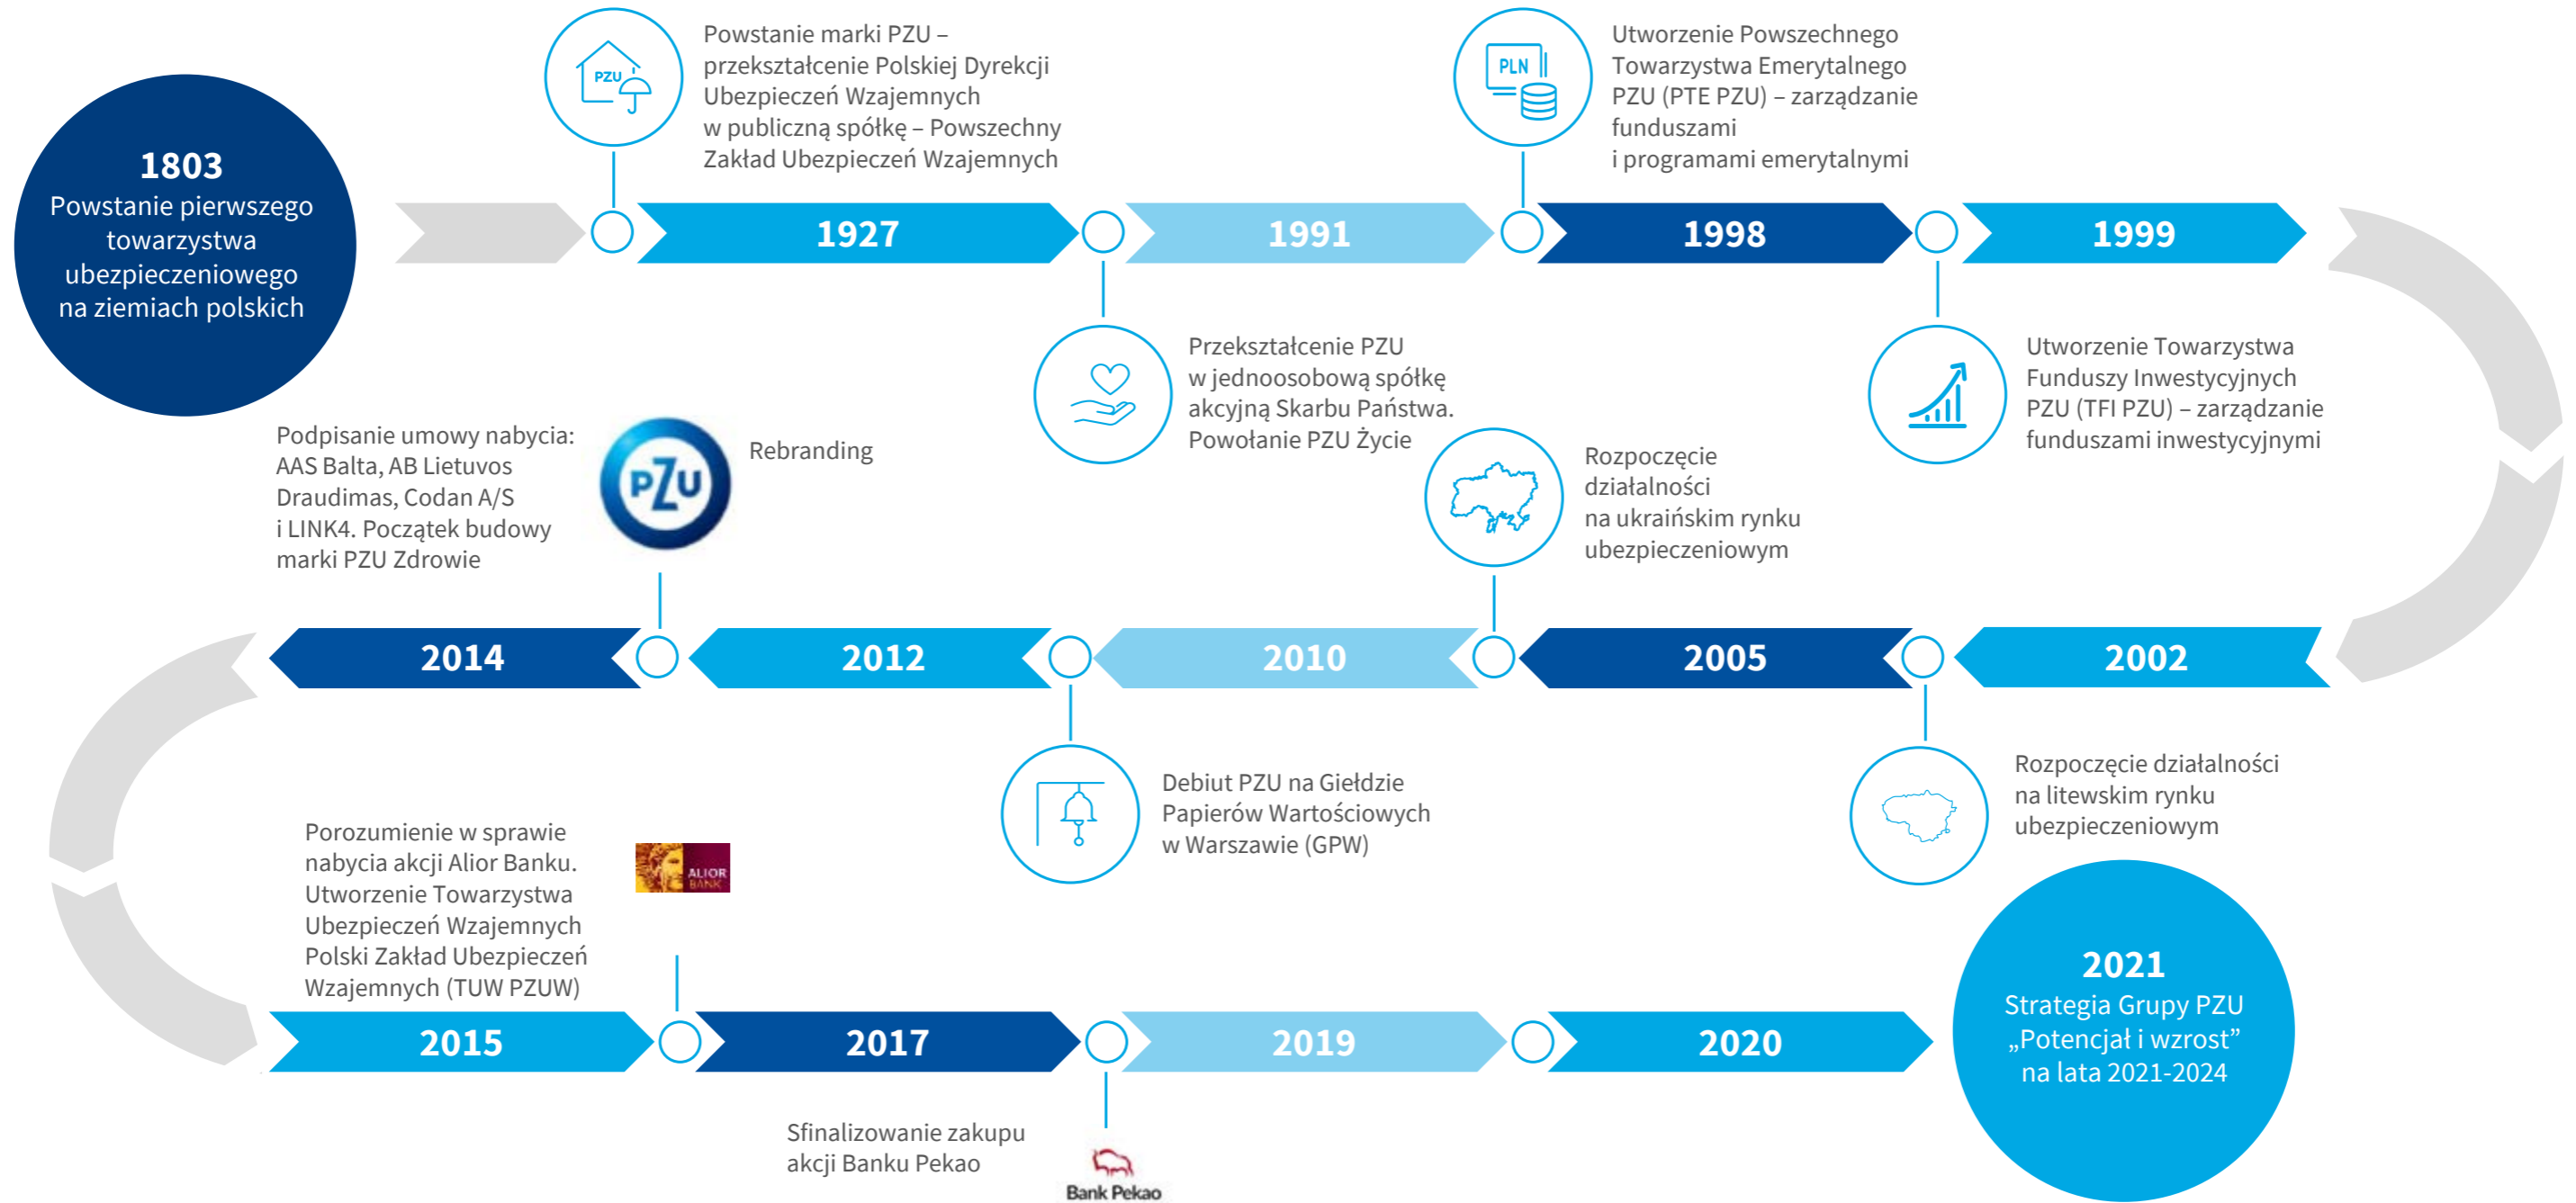 1803
Powstanie pierwszego
towarzystwa
ubezpieczeniowego
na ziemiach polskich
PZU
Powstanie marki PZU –
przekształcenie Polskiej Dyrekcji
Ubezpieczeń Wzajemnych
w publiczną spółkę – Powszechny
Zakład Ubezpieczeń Wzajemnych
1927
1991
Przekształcenie PZU
w jednoosobową spółkę
akcyjną Skarbu Państwa.
Powołanie PZU Życie
PLN
Utworzenie Powszechnego
Towarzystwa Emerytalnego
PZU (PTE PZU) – zarządzanie
funduszami
i programami emerytalnymi
1998
1999
Utworzenie Towarzystwa
Funduszy Inwestycyjnych
PZU (TFI PZU) – zarządzanie
funduszami inwestycyjnymi
2002
Rozpoczęcie działalności
na litewskim rynku
ubezpieczeniowym
2005
Rozpoczęcie
działalności
na ukraińskim rynku
ubezpieczeniowym
2010
Debiut PZU na Giełdzie
Papierów Wartościowych
w Warszawie (GPW)
2012
PZU
Rebranding
2014
Podpisanie umowy nabycia:
AAS Balta, AB Lietuvos
Draudimas, Codan A/S
i LINK4. Początek budowy
marki PZU Zdrowie
2015
Porozumienie w sprawie
nabycia akcji Alior Banku.
Utworzenie Towarzystwa
Ubezpieczeń Wzajemnych
Polski Zakład Ubezpieczeń
Wzajemnych (TUW PZUW)
ALIOR
BANK
2017
Sfinalizowanie zakupu
akcji Banku Pekao
Bank Pekao
2019
2020
2021
Strategia Grupy PZU
„Potencjał i wzrost”
na lata 2021-2024